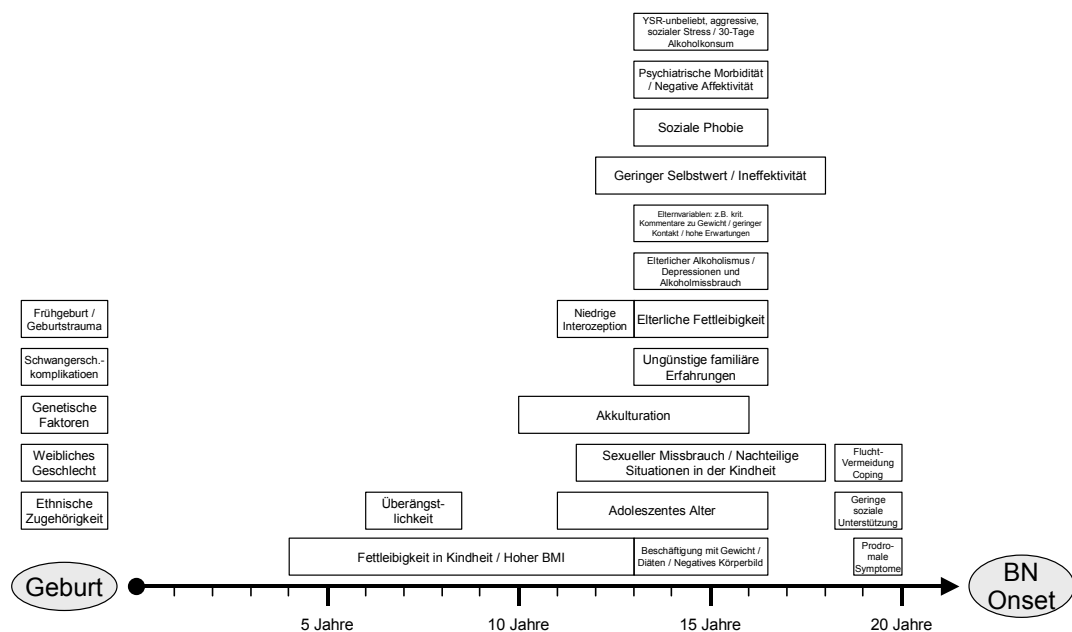 YSR-unbeliebt, aggressive,
sozialer Stress / 30-Tage
Alkoholkonsum
Psychiatrische Morbidität
/ Negative Affektivität
Soziale Phobie
Geringer Selbstwert / Ineffektivität
Elternvariablen: z.B. krit.
Kommentare zu Gewicht / geringer
Kontakt / hohe Erwartungen
Elterlicher Alkoholismus /
Depressionen und
Alkoholmissbrauch
Frühgeburt /
Geburtstrauma
Niedrige
Interozeption
Elterliche Fettleibigkeit
Schwangersch.-
komplikatioen
Ungünstige familiäre
Erfahrungen
Genetische
Faktoren
Akkulturation
Weibliches
Geschlecht
Sexueller Missbrauch / Nachteilige
Situationen in der Kindheit
Flucht-
Vermeidung
Coping
Ethnische
Zugehörigkeit
Überängst-
lichkeit
Adoleszentes Alter
Geringe
soziale
Unterstützung
Fettleibigkeit in Kindheit / Hoher BMI
Beschäftigung mit Gewicht /
Diäten / Negatives Körperbild
Prodro-
male
Symptome
Geburt
BN
Onset
5 Jahre
10 Jahre
15 Jahre
20 Jahre